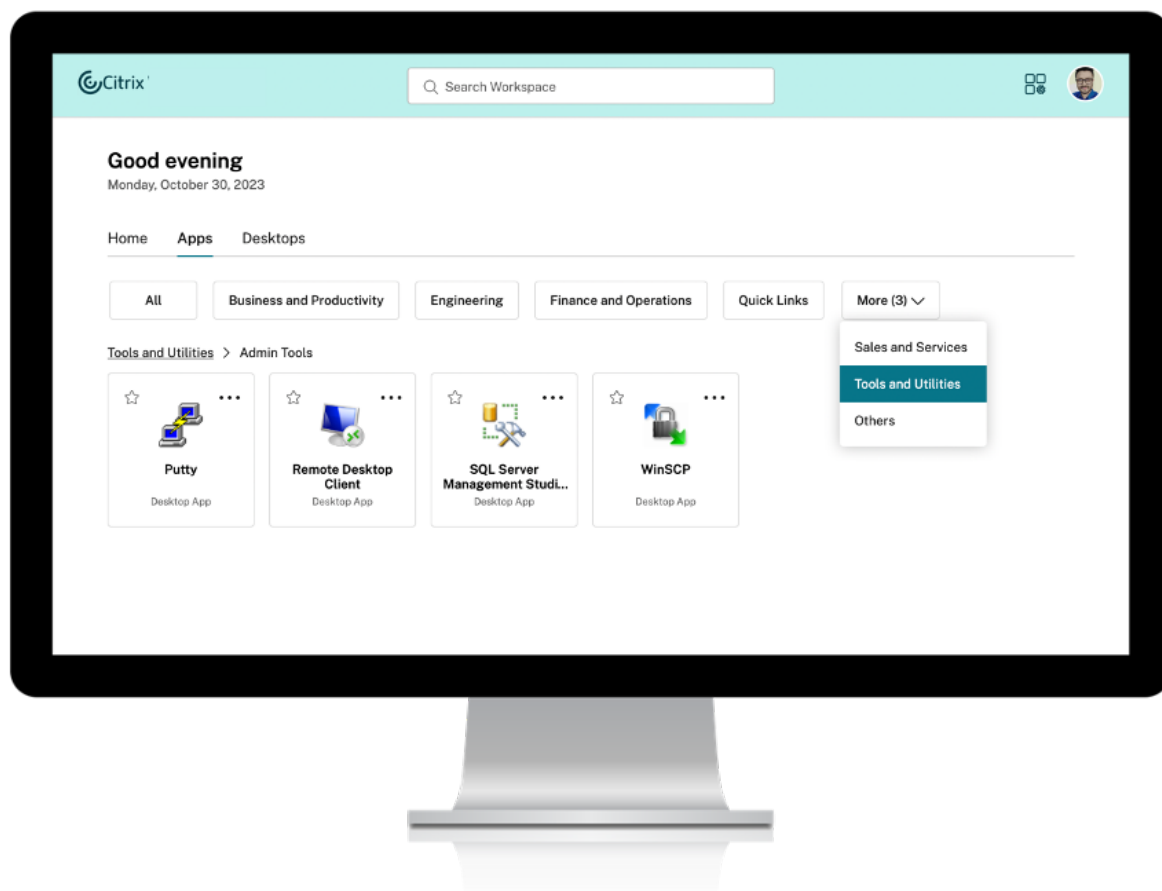 Citrix
Search Workspace
Good evening
Monday, October 30, 2023
Home Apps Desktops
All Business and Productivity Engineering Finance and Operations Quick Links More (3)
Sales and Services
Tools and Utilities
Others
Tools and Utilities > Admin Tools
Putty
Desktop App
Remote Desktop
Client
Desktop App
SQL Server
Management Studi...
Desktop App
WinSCP
Desktop App